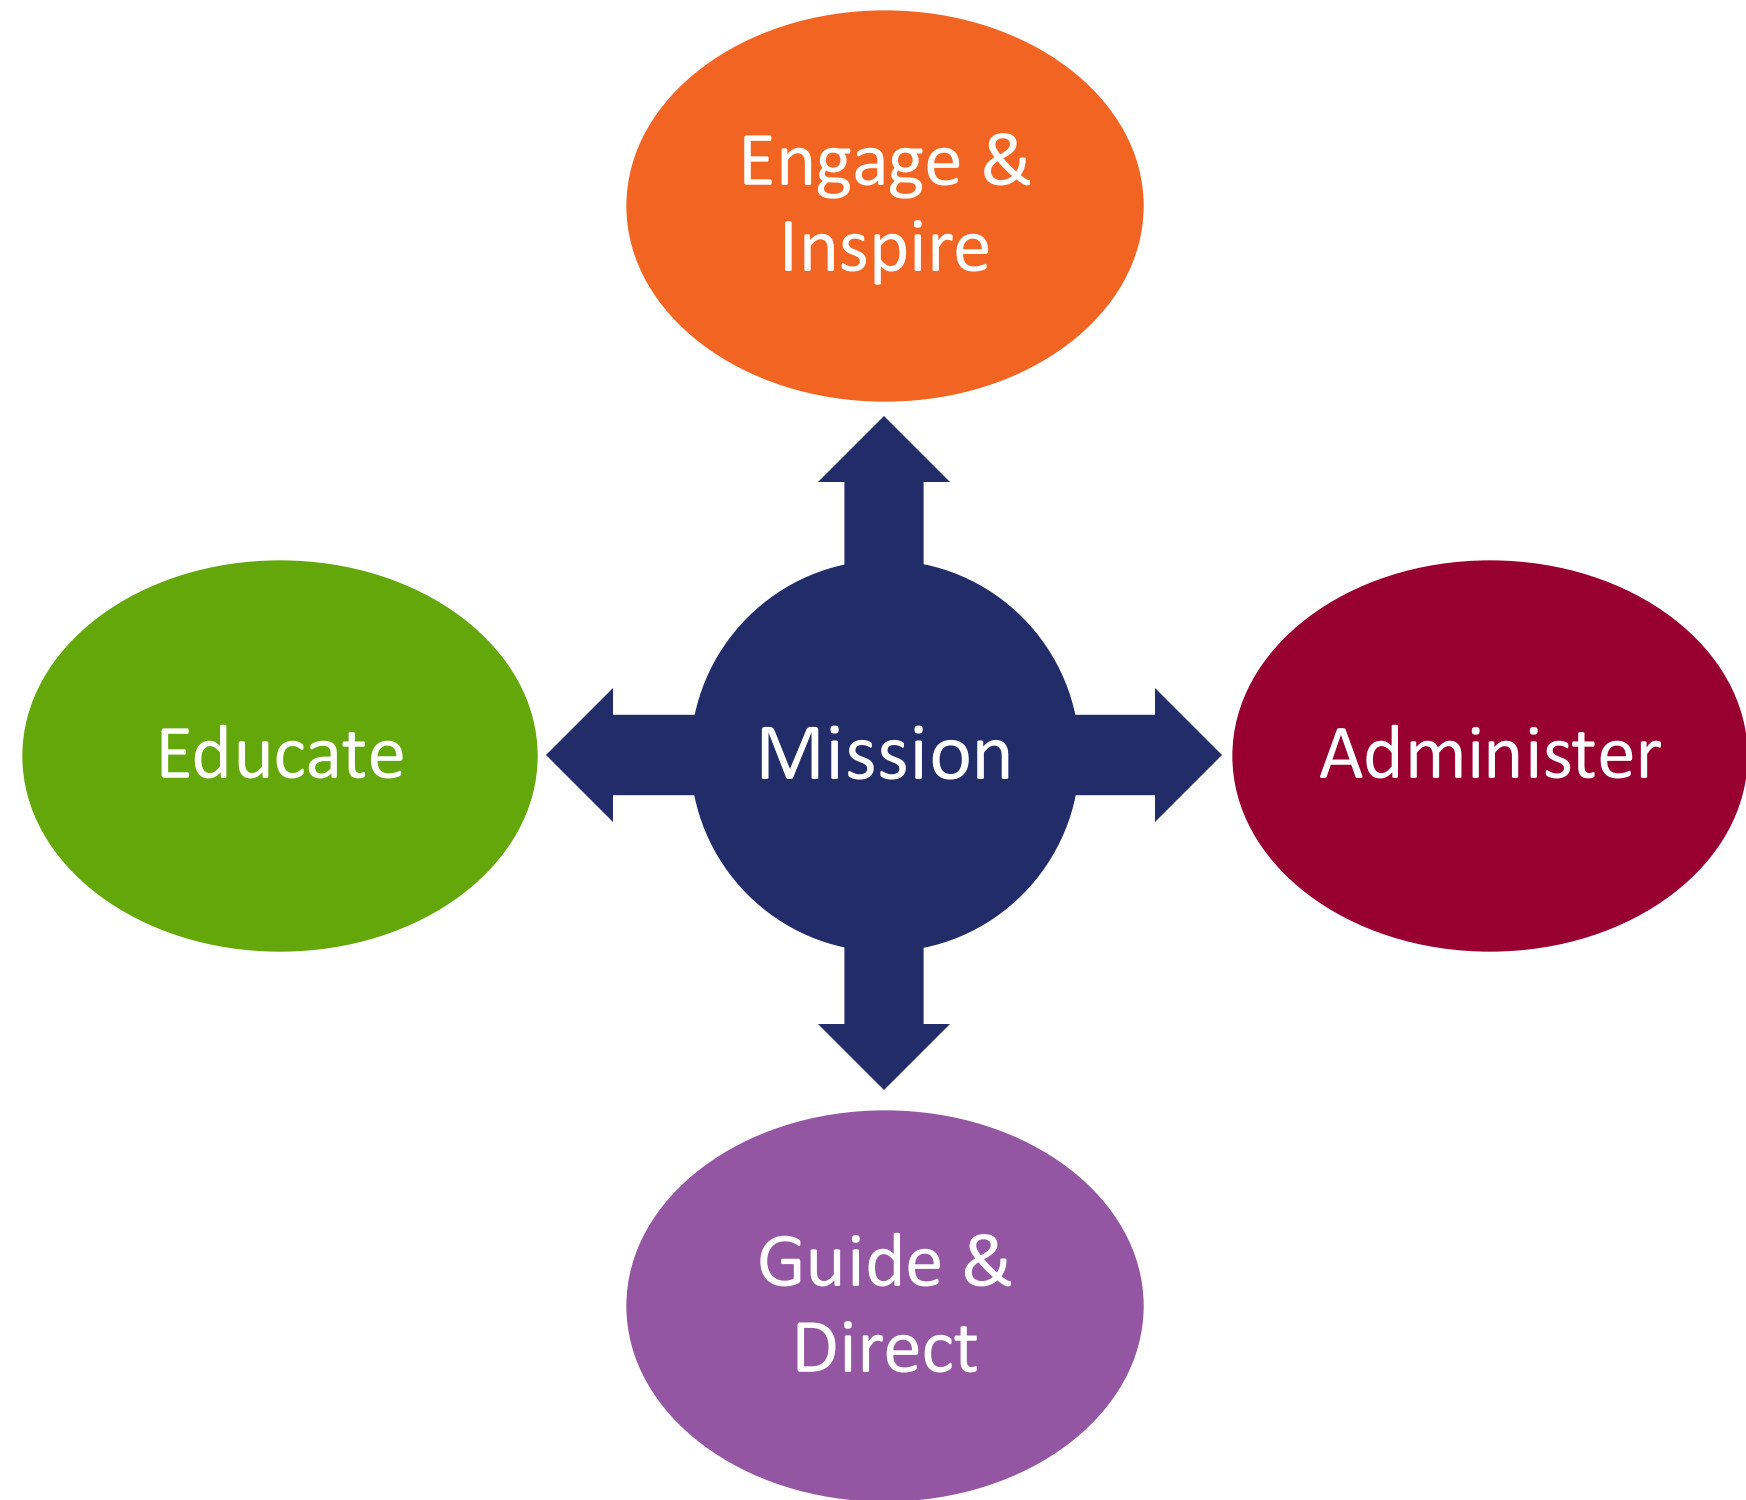 Engage &
Inspire
Educate
Mission
Administer
Guide &
Direct